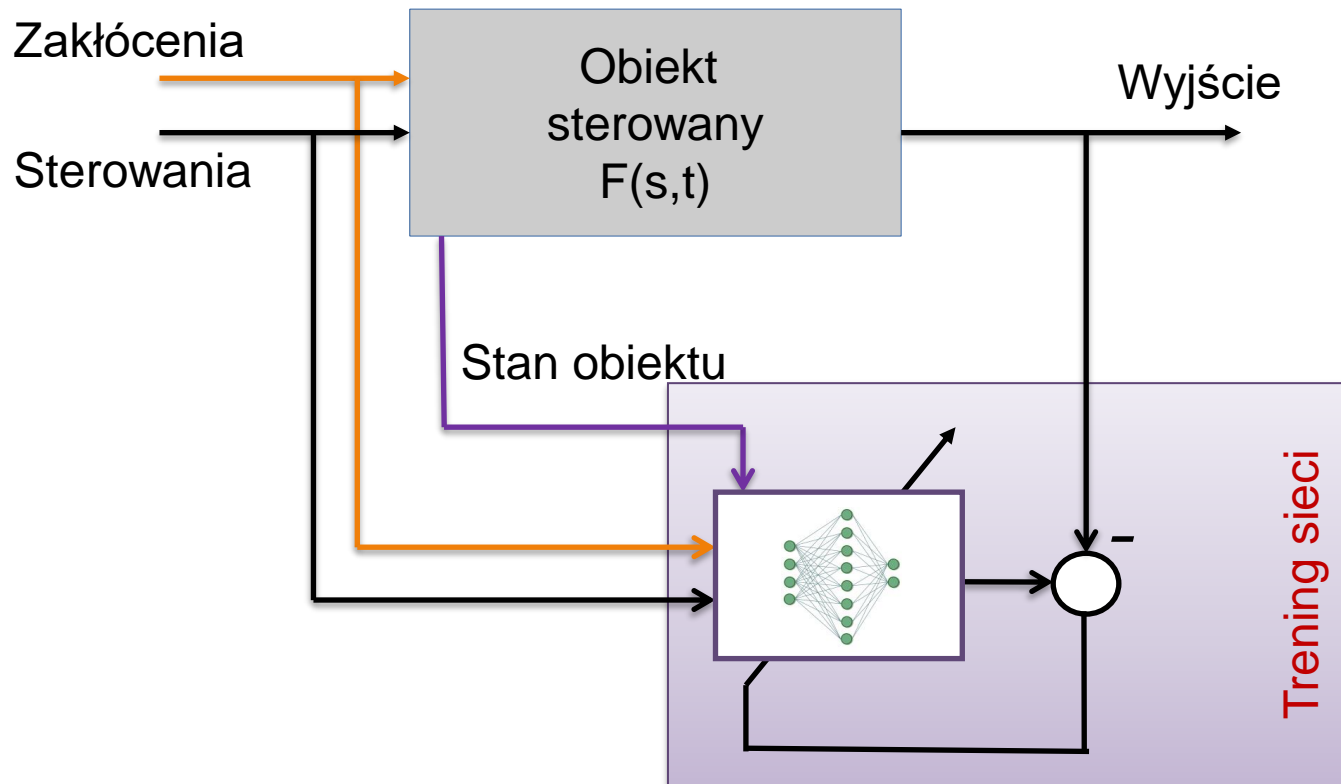 Zakłócenia
Sterowania
Obiekt
sterowany
F(s,t)
Wyjście
Stan obiektu
–
Trening sieci